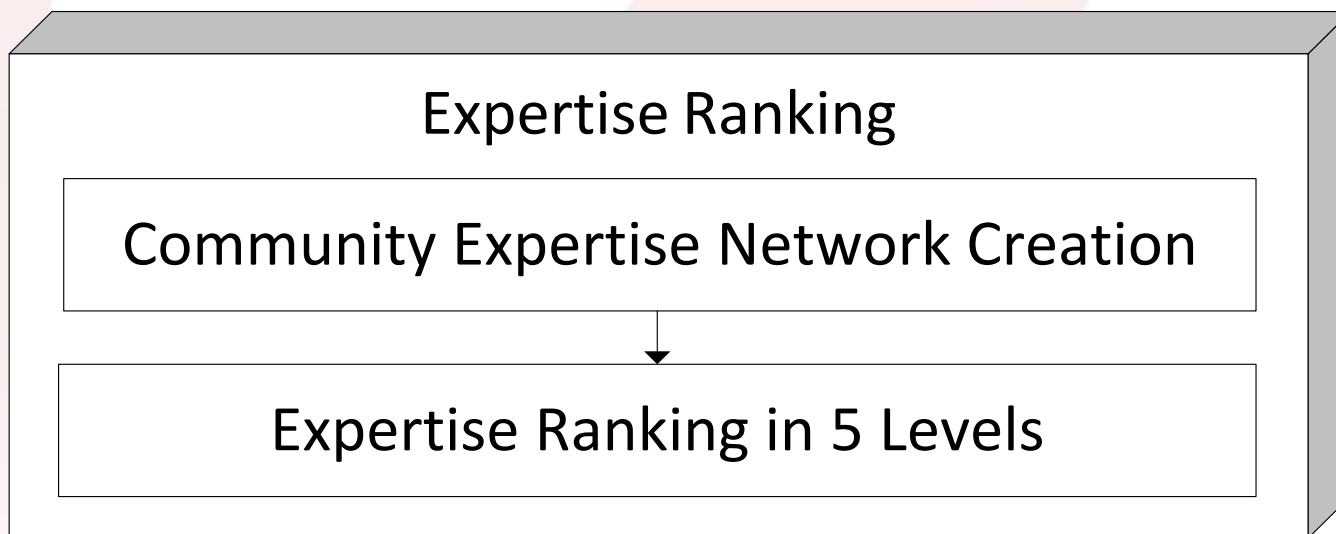 Expertise Ranking
Community Expertise Network Creation
Expertise Ranking in 5 Levels